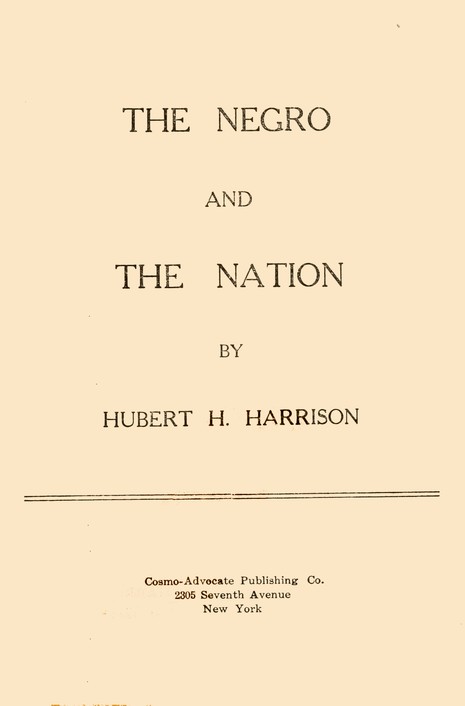 THE NEGRO
AND
THE NATION
BY
HUBERT H. HARRISON
Cosmo-Advocate Publishing Co.
2305 Seventh Avenue
New York